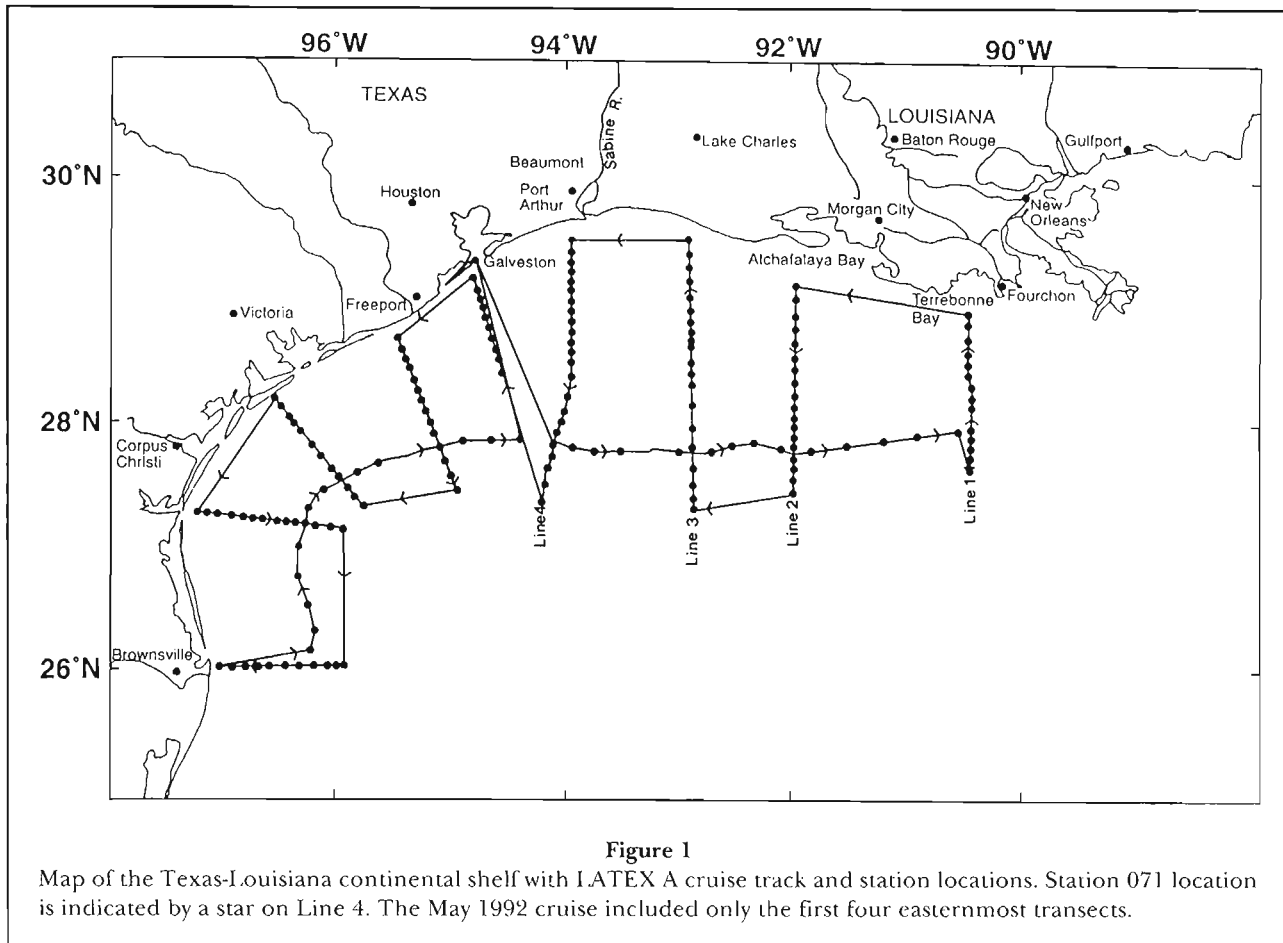 96°W 94°W 92°W 90°W
TEXAS
LOUISIANA
Sabine R.
Lake Charles
Baton Rouge
Gulfport
30°N
Beaumont
Houston
Port
Arthur
Morgan City
New
Orleans
Galveston
Atchafalaya Bay
Freeport
Terrebonne
Bay
Fourchon
Victoria
28°N
Corpus
Christi
Line 4
Line 3
Line 2
Line 1
Brownsville
26°N
Figure 1
Map of the Texas-Louisiana continental shelf with LATEX A cruise track and station locations. Station 071 location
is indicated by a star on Line 4. The May 1992 cruise included only the first four easternmost transects.